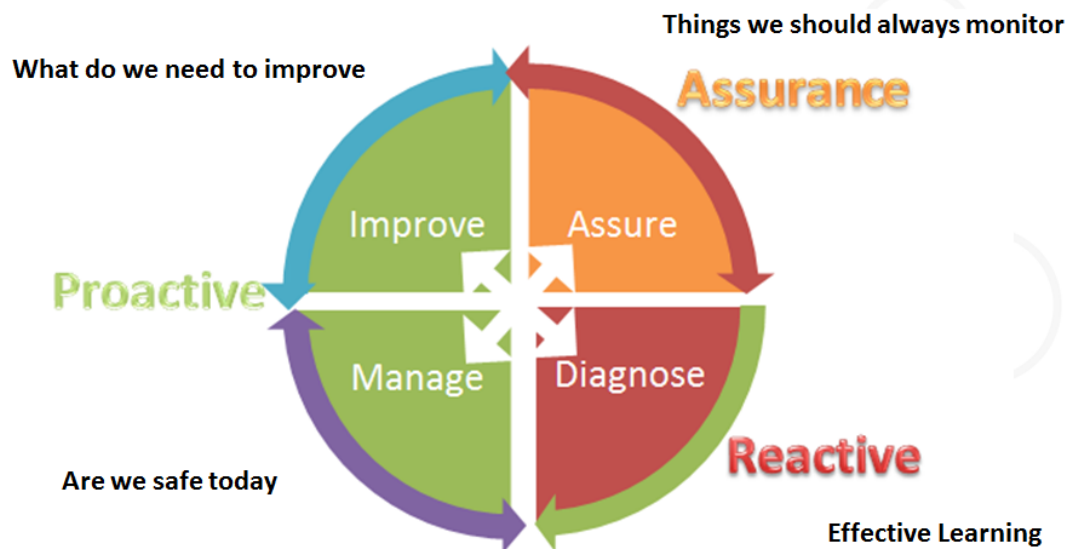 Things we should always monitor
What do we need to improve
Assurance
Improve
Assure
Proactive
Manage
Diagnose
Reactive
Are we safe today
Effective Learning